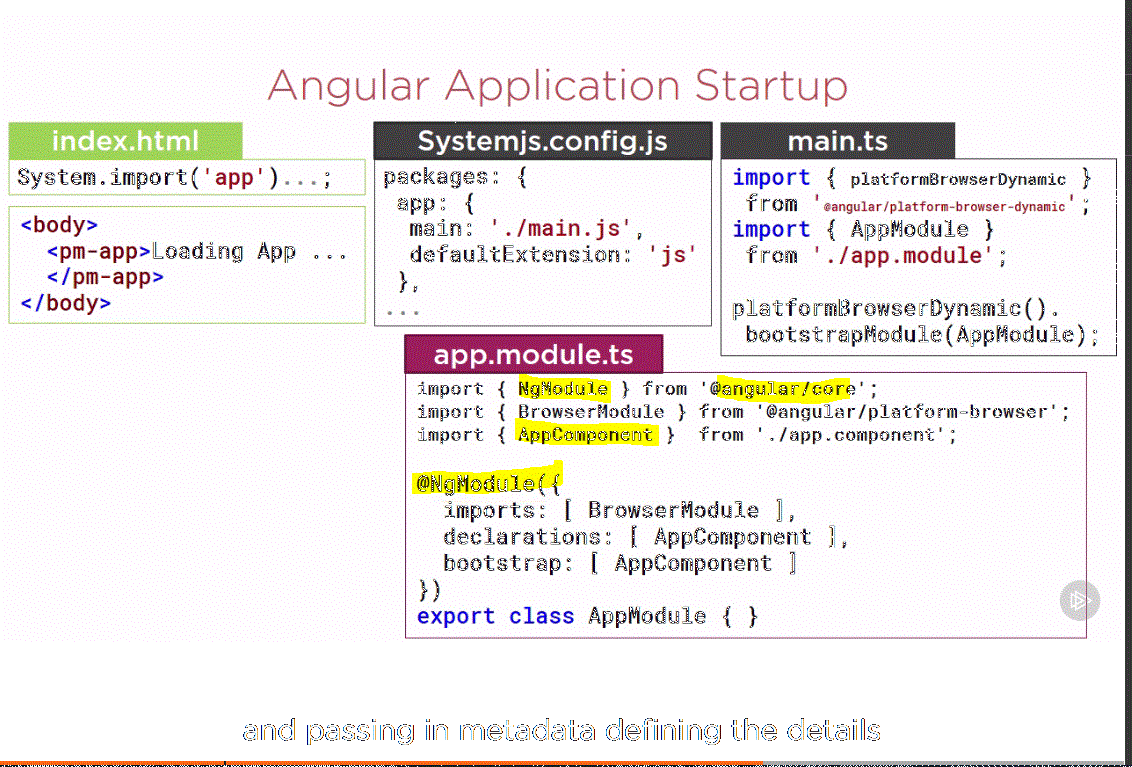 Angular Application Startup
index.html
System.import('app')...;
<body>
<pm-app>Loading App ...
</pm-app>
</body>
Systemjs.config.js
packages: {
app: {
main: './main.js',
defaultExtension: 'js'
},
...
main.ts
import { platformBrowserDynamic }
from '@angular/platform-browser-dynamic';
import { AppModule }
from './app.module';
platformBrowserDynamic().
bootstrapModule(AppModule);
app.module.ts
import { NgModule } from '@angular/core';
import { BrowserModule } from '@angular/platform-browser';
import { AppComponent } from './app.component';
@NgModule({
imports: [ BrowserModule ],
declarations: [ AppComponent ],
bootstrap: [ AppComponent ]
})
export class AppModule { }
and passing in metadata defining the details